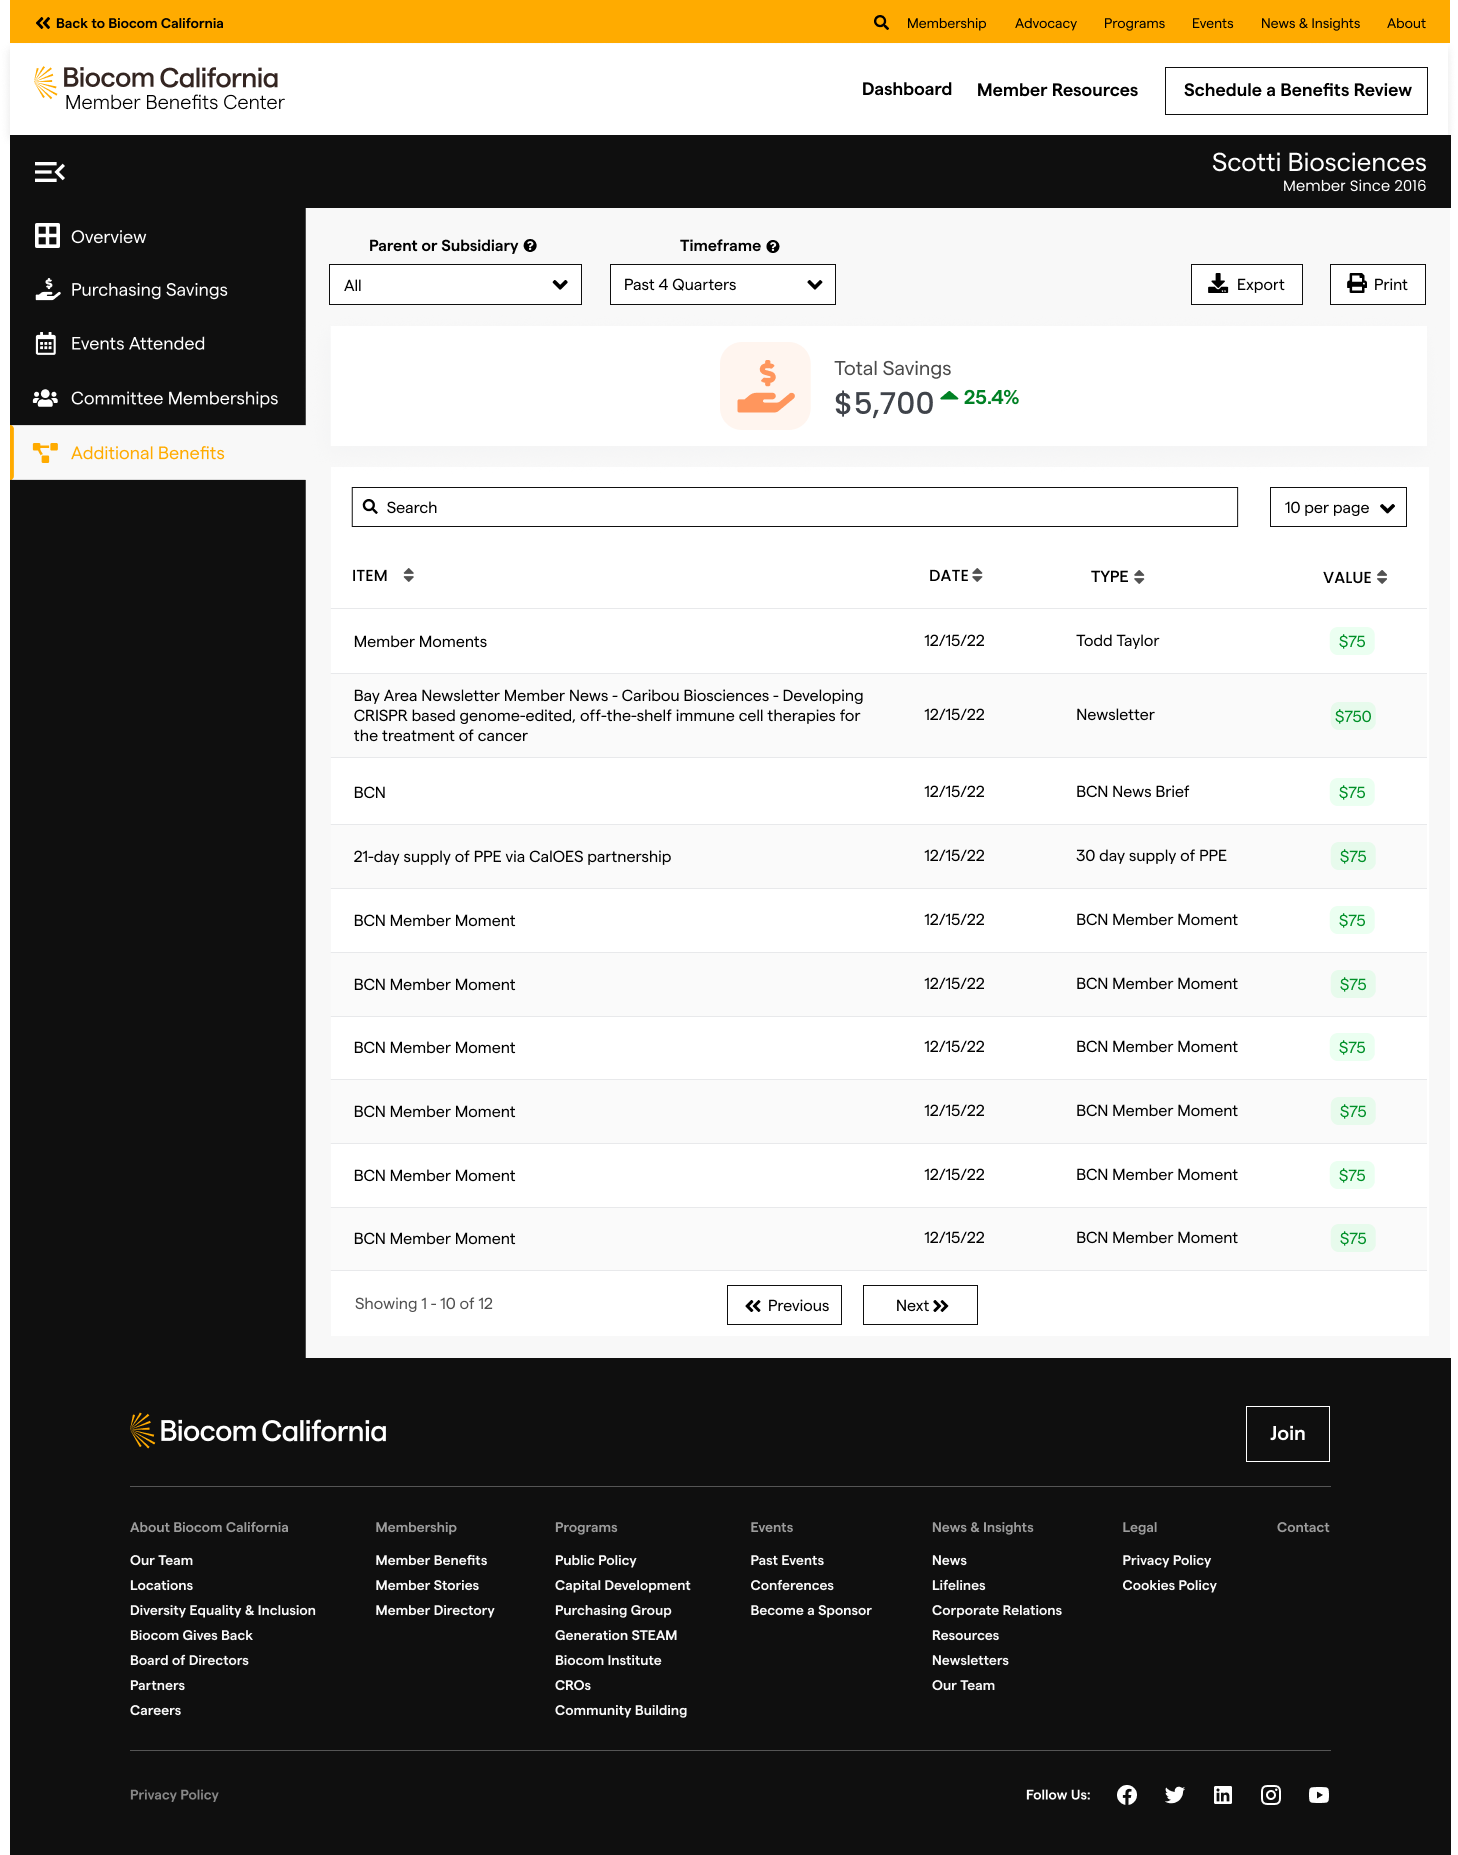 Back to Biocom California
Membership
Advocacy
Programs
Events
News & Insights
About
Biocom California
Member Benefits Center
Dashboard
Member Resources
Schedule a Benefits Review
Scotti Biosciences
Member Since 2016
Overview
Purchasing Savings
Events Attended
Committee Memberships
Additional Benefits
Parent or Subsidiary ?
Timeframe ?
All
Past 4 Quarters
Export
Print
Total Savings
$5,700 25.4%
Search
10 per page
ITEM DATE TYPE VALUE
Member Moments 12/15/22 Todd Taylor $75
Bay Area Newsletter Member News - Caribou Biosciences - Developing
CRISPR based genome-edited, off-the-shelf immune cell therapies for
the treatment of cancer
12/15/22 Newsletter $750
BCN 12/15/22 BCN News Brief $75
21-day supply of PPE via CalOES partnership 12/15/22 30 day supply of PPE $75
BCN Member Moment 12/15/22 BCN Member Moment $75
BCN Member Moment 12/15/22 BCN Member Moment $75
BCN Member Moment 12/15/22 BCN Member Moment $75
BCN Member Moment 12/15/22 BCN Member Moment $75
BCN Member Moment 12/15/22 BCN Member Moment $75
BCN Member Moment 12/15/22 BCN Member Moment $75
Showing 1 - 10 of 12
Previous
Next
Biocom California
Join
About Biocom California
Our Team
Locations
Diversity Equality & Inclusion
Biocom Gives Back
Board of Directors
Partners
Careers
Membership
Member Benefits
Member Stories
Member Directory
Programs
Public Policy
Capital Development
Purchasing Group
Generation STEAM
Biocom Institute
CROs
Community Building
Events
Past Events
Conferences
Become a Sponsor
News & Insights
News
Lifelines
Corporate Relations
Resources
Newsletters
Our Team
Legal
Privacy Policy
Cookies Policy
Contact
Privacy Policy
Follow Us: